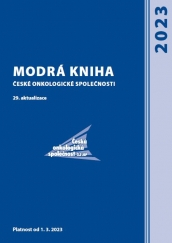 2023
MODRÁ KNIHA
ČESKÉ ONKOLOGICKÉ SPOLEČNOSTI
29. aktualizace
Česká
onkologická
společnost
Platnost od 1. 3. 2023